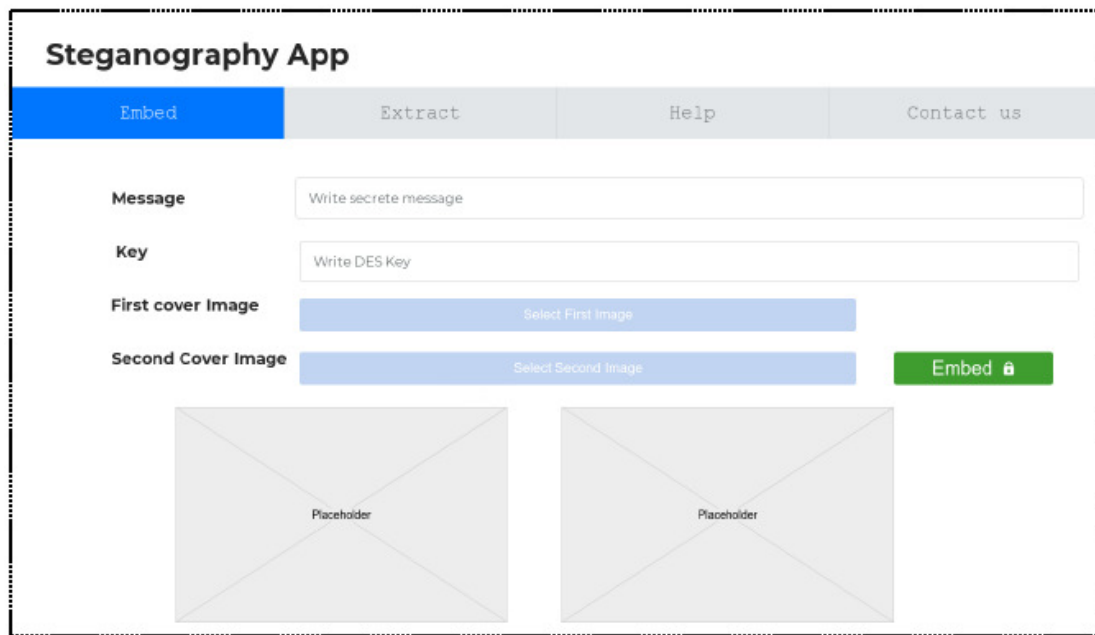 Steganography App
Embed Extract Help Contact us
Message Write secrete message
Key Write DES Key
First cover Image Select First Image
Second Cover Image Select Second Image Embed
Placeholder Placeholder